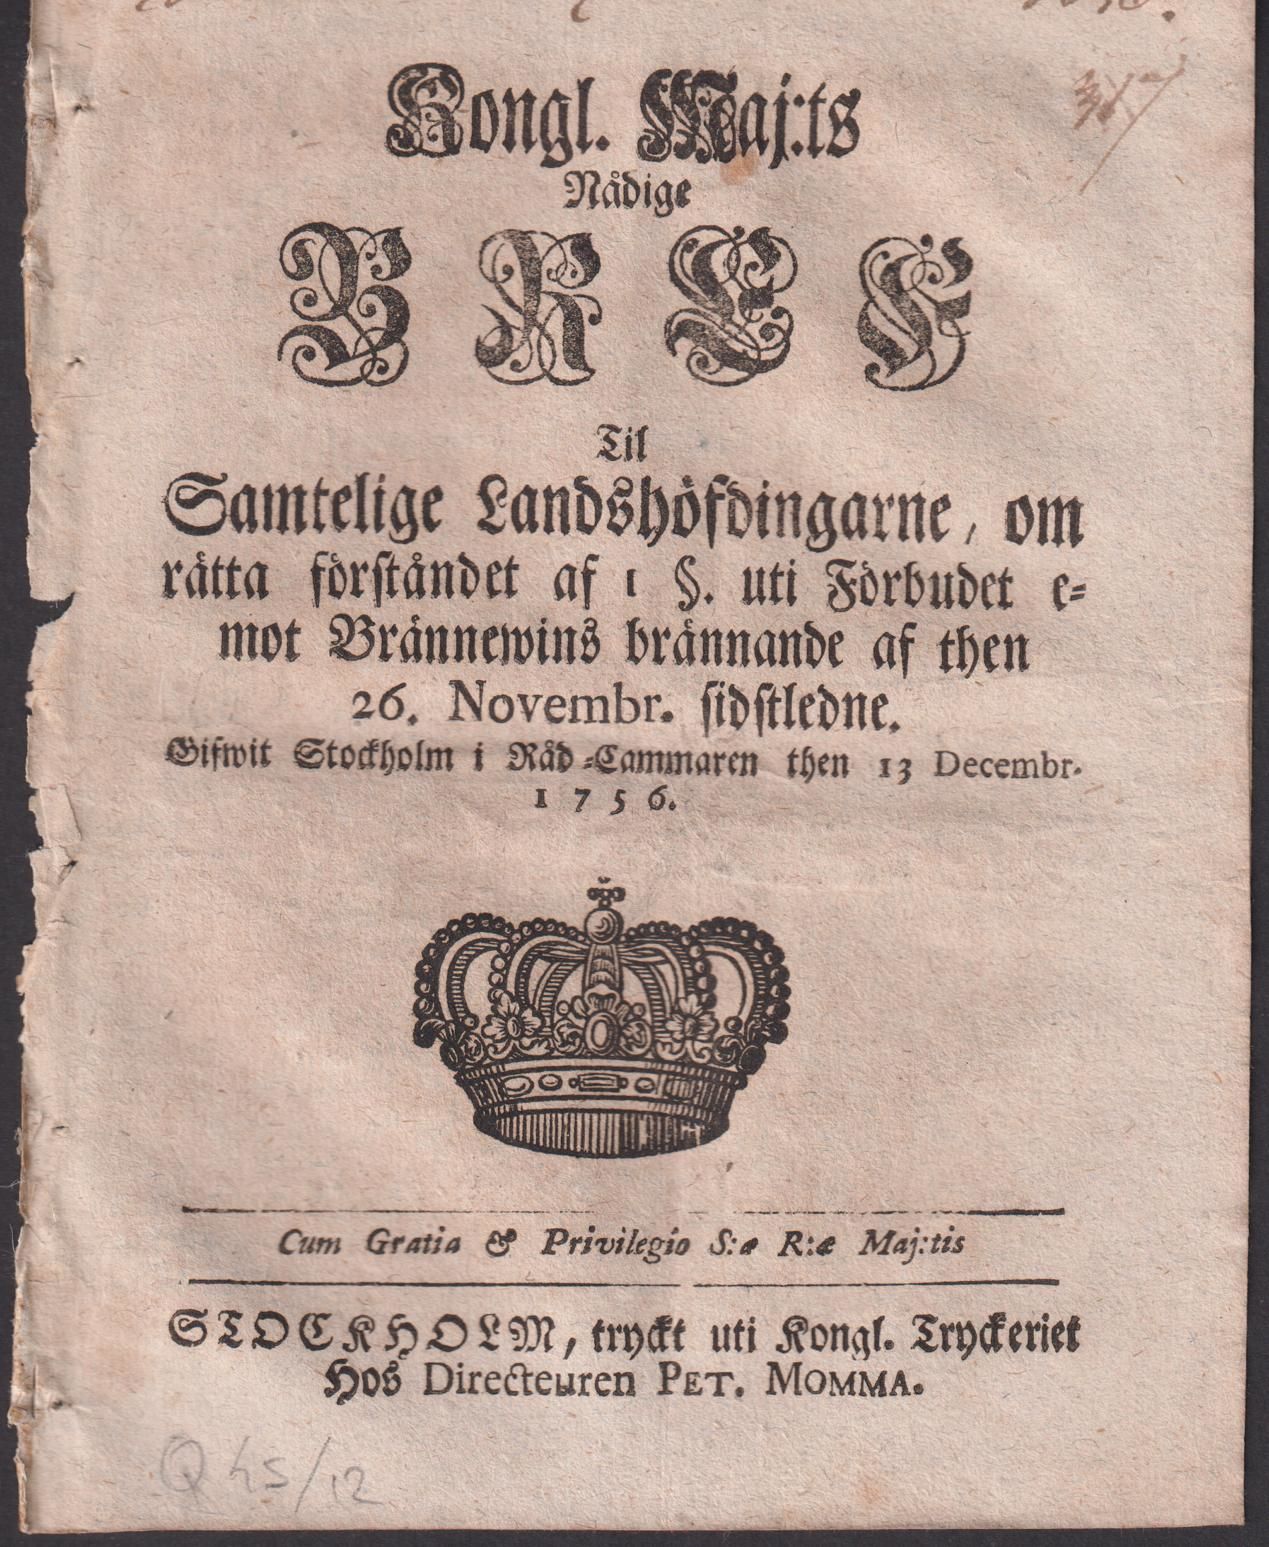 Kongl. Maj:ts
Nådige
BREF
Til
Samtelige Landshöfdingarne, om
rätta förståndet af 1 §. uti Förbudet e-
mot Brännewins brännande af then
26. Novembr. sidstledne.
Gifwit Stockholm i Råd-Cammaren then 13 Decembr.
1756.
Cum Gratia & Privilegio S:æ R:æ Maj:tis
STOCKHOLM, tryckt uti Kongl. Tryckeriet
Hos Directeuren PET. MOMMA.